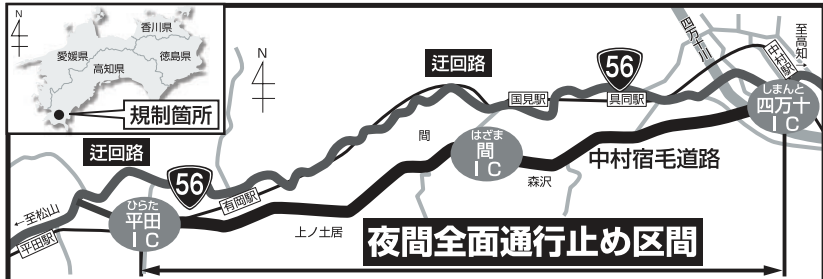 N
香川県
愛媛県
徳島県
高知県
規制箇所
N
迂回路
56
国見駅
具同駅
四万十川
中村駅
至高知→
しまんと
四万十
IC
はざま
間
IC
間
森沢
中村宿毛道路
迂回路
56
有岡駅
←至松山
平田駅
ひらた
平田
IC
上ノ土居
夜間全面通行止め区間